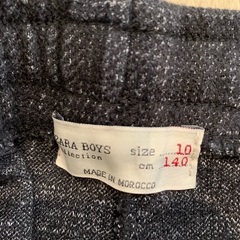 ZARA BOYS
collection
size 10
cm 140
MADE IN MOROCCO